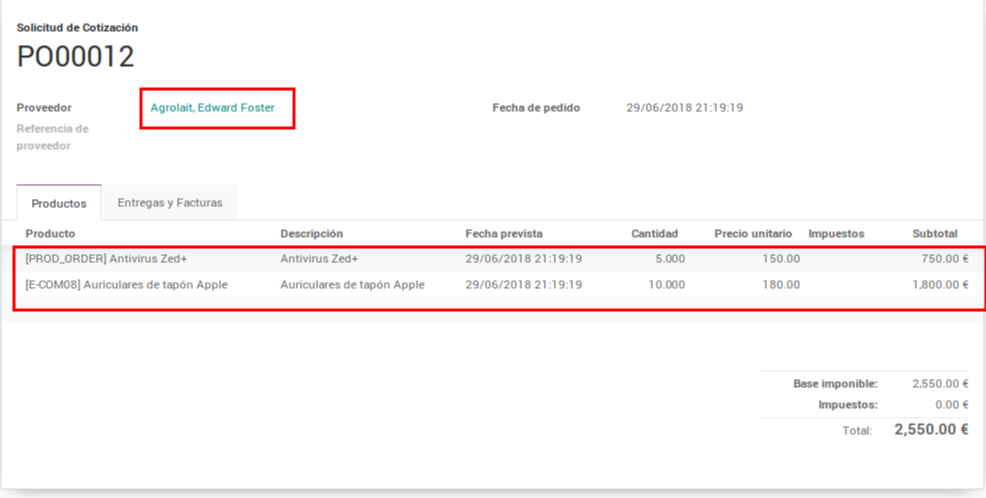 Solicitud de Cotización
PO00012
Proveedor Agrolait, Edward Foster Fecha de pedido 29/06/2018 21:19:19
Referencia de
proveedor
Productos Entregas y Facturas
Producto Descripción Fecha prevista Cantidad Precio unitario Impuestos Subtotal
[PROD_ORDER] Antivirus Zed+ Antivirus Zed+ 29/06/2018 21:19:19 5.000 150.00 750.00 €
[E-COM08] Auriculares de tapón Apple Auriculares de tapón Apple 29/06/2018 21:19:19 10.000 180.00 1,800.00 €
Base imponible: 2,550.00 €
Impuestos: 0.00 €
Total: 2,550.00 €